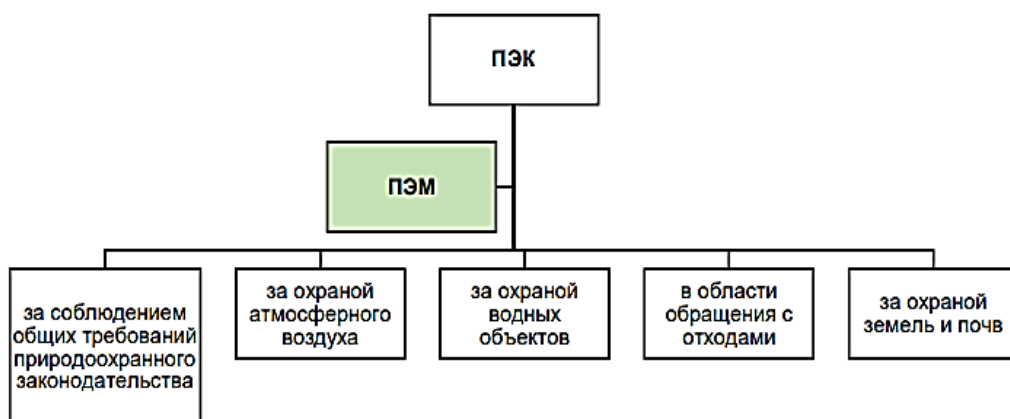 ПЭК
ПЭМ
за соблюдением
общих требований
природоохранного
законодательства
за охраной
атмосферного
воздуха
за охраной
водных
объектов
в области
обращения с
отходами
за охраной
земель и почв